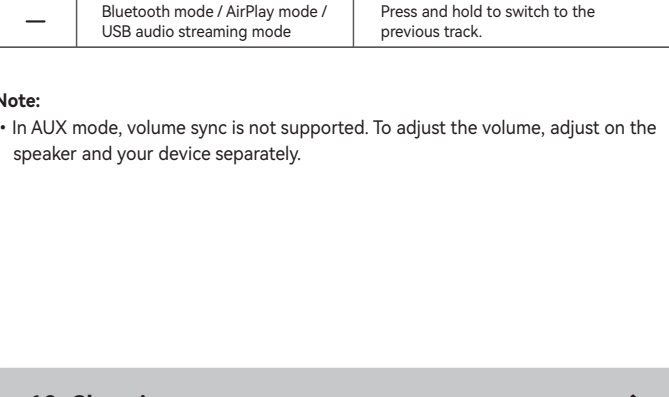 — Bluetooth mode / AirPlay mode / Press and hold to switch to the
USB audio streaming mode previous track.
Note:
• In AUX mode, volume sync is not supported. To adjust the volume, adjust on the
speaker and your device separately.